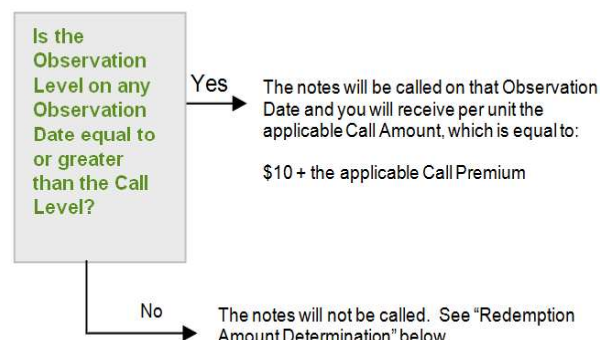 Is the
Observation
Level on any
Observation
Date equal to
or greater
than the Call
Level?
Yes
The notes will be called on that Observation
Date and you will receive per unit the
applicable Call Amount, which is equal to:
$10 + the applicable Call Premium
No
The notes will not be called. See “Redemption
Amount Determination” below